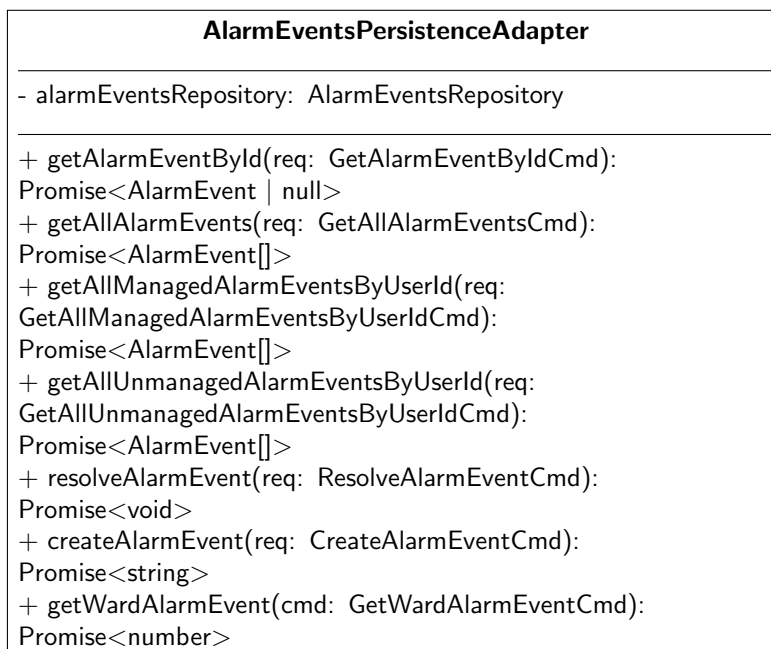 AlarmEventsPersistenceAdapter
- alarmEventsRepository: AlarmEventsRepository
+ getAlarmEventById(req: GetAlarmEventByIdCmd):
Promise<AlarmEvent | null>
+ getAllAlarmEvents(req: GetAllAlarmEventsCmd):
Promise<AlarmEvent[]>
+ getAllManagedAlarmEventsByUserId(req:
GetAllManagedAlarmEventsByUserIdCmd):
Promise<AlarmEvent[]>
+ getAllUnmanagedAlarmEventsByUserId(req:
GetAllUnmanagedAlarmEventsByUserIdCmd):
Promise<AlarmEvent[]>
+ resolveAlarmEvent(req: ResolveAlarmEventCmd):
Promise<void>
+ createAlarmEvent(req: CreateAlarmEventCmd):
Promise<string>
+ getWardAlarmEvent(cmd: GetWardAlarmEventCmd):
Promise<number>